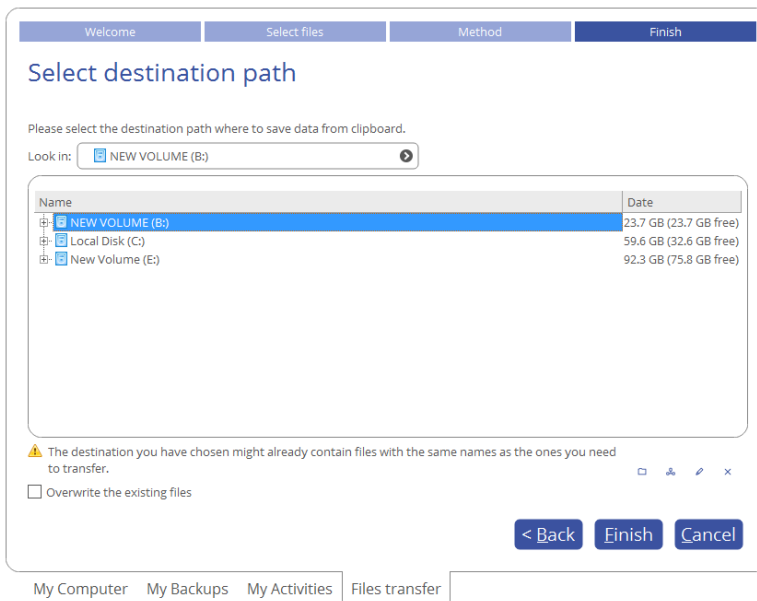 Welcome Select files Method Finish
Select destination path
Please select the destination path where to save data from clipboard.
Look in: NEW VOLUME (B:)
Name Date
NEW VOLUME (B:) 23.7 GB (23.7 GB free)
Local Disk (C:) 59.6 GB (32.6 GB free)
New Volume (E:) 92.3 GB (75.8 GB free)
The destination you have chosen might already contain files with the same names as the ones you need
to transfer.
Overwrite the existing files
< Back Finish Cancel
My Computer My Backups My Activities Files transfer